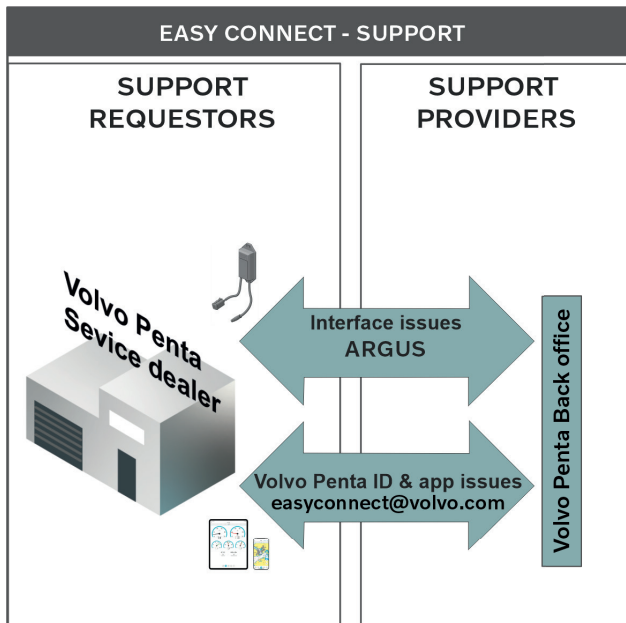 EASY CONNECT - SUPPORT
SUPPORT
REQUESTORS
SUPPORT
PROVIDERS
Volvo Penta
Sevice dealer
Interface issues
ARGUS
Volvo Penta ID & app issues
easyconnect@volvo.com
Volvo Penta Back office